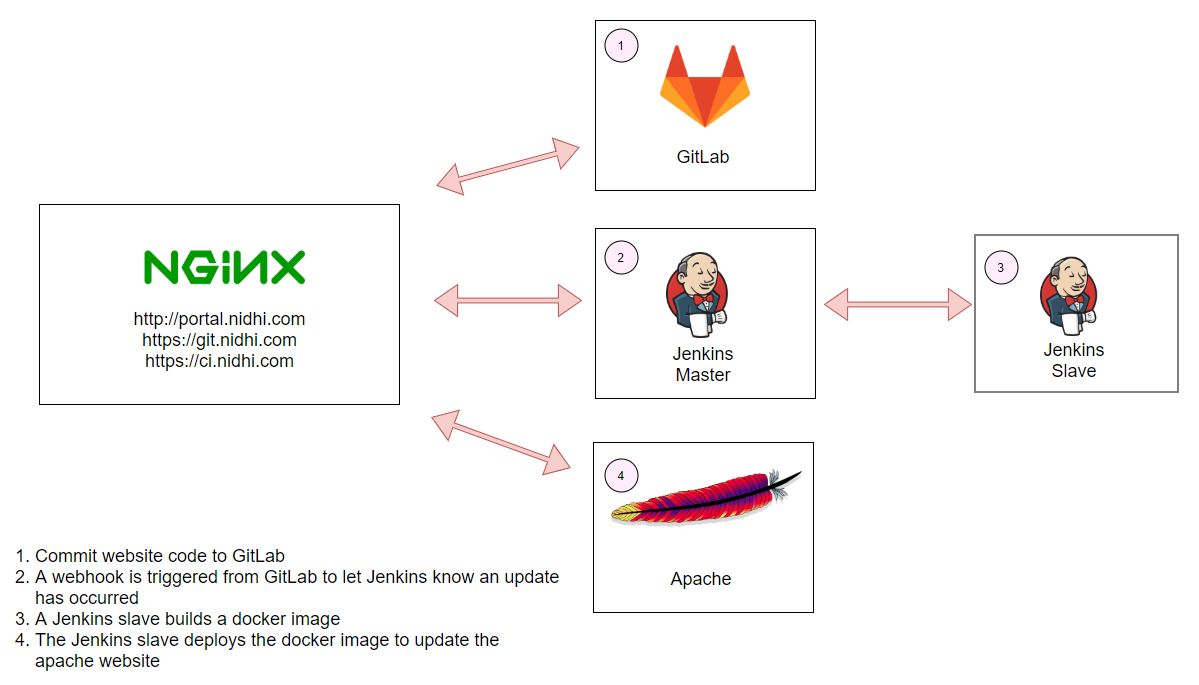 1
GitLab
NGINX
http://portal.nidhi.com
https://git.nidhi.com
https://ci.nidhi.com
2
Jenkins
Master
3
Jenkins
Slave
4
Apache
1. Commit website code to GitLab
2. A webhook is triggered from GitLab to let Jenkins know an update
has occurred
3. A Jenkins slave builds a docker image
4. The Jenkins slave deploys the docker image to update the
apache website